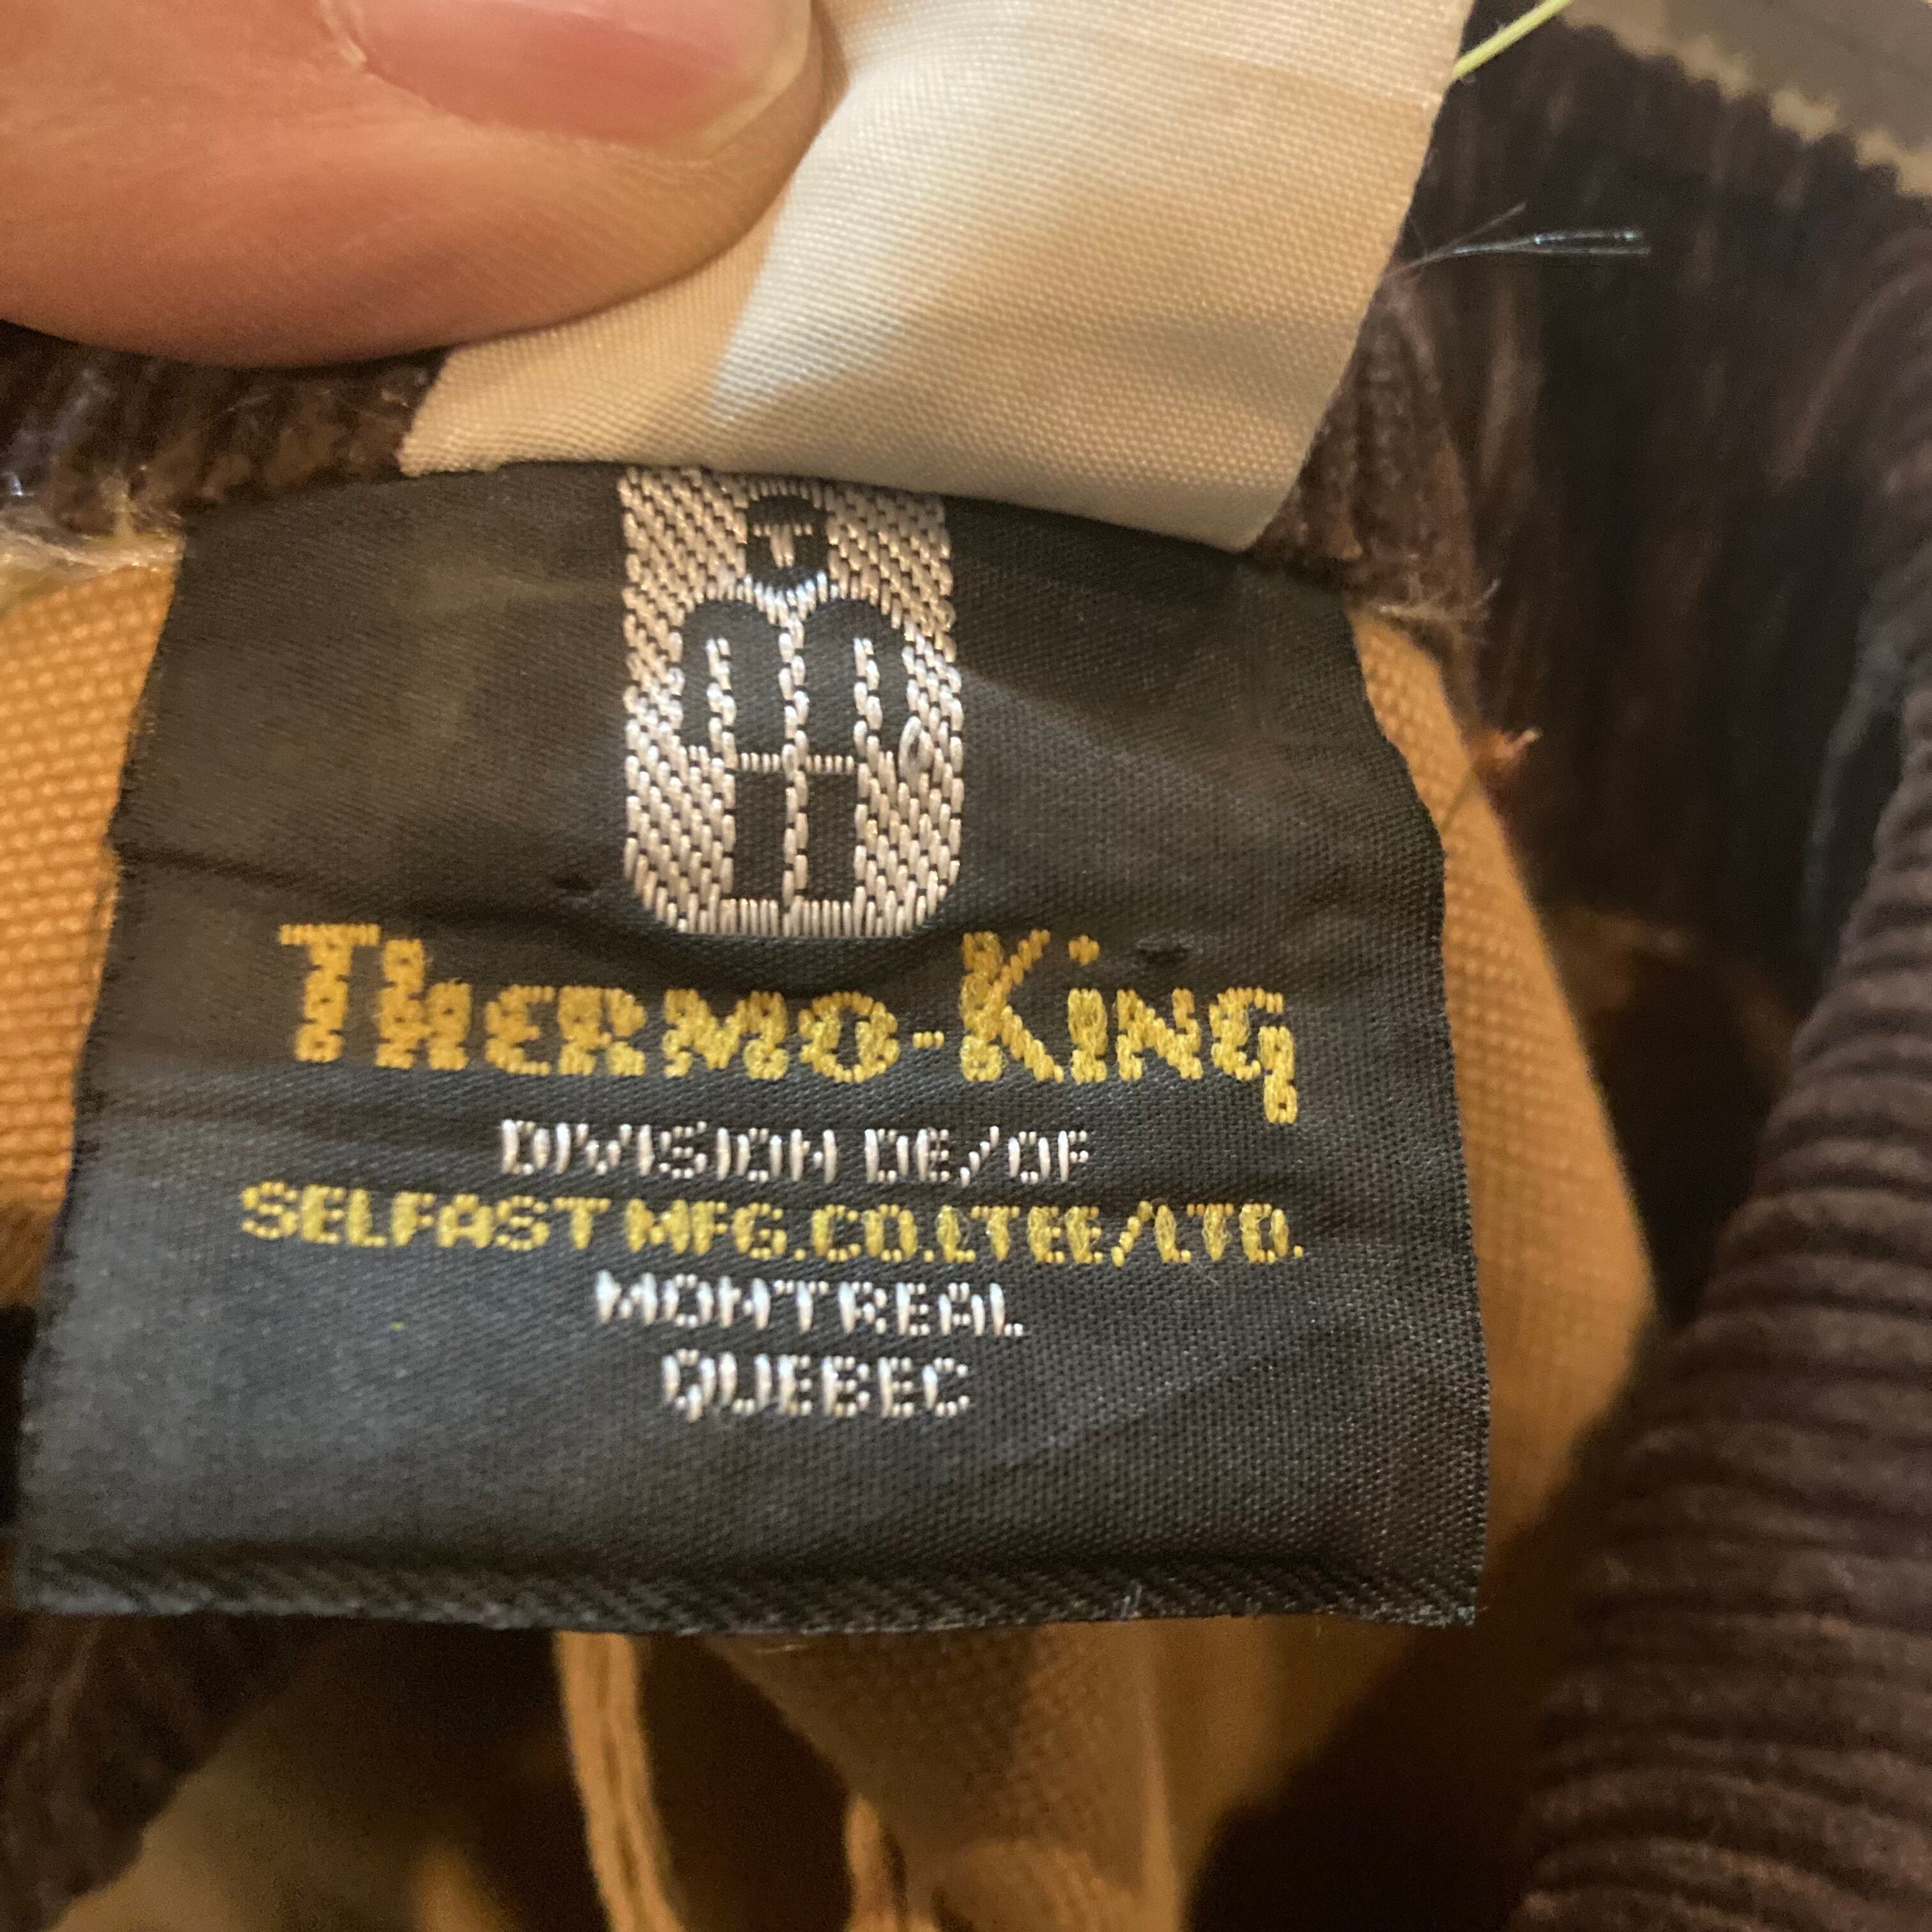 Thermo-King
DIVISION DE/OF
SELFAST MFG.CO.LTEE/LTD.
MONTREAL
QUEBEC